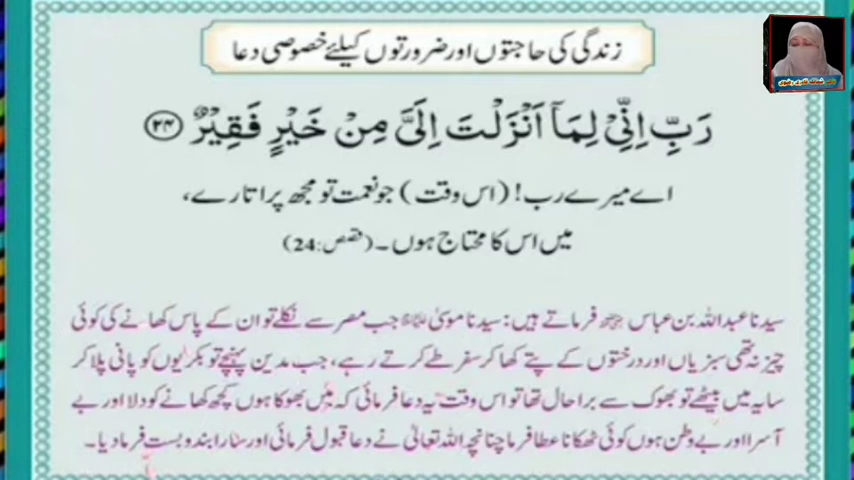 زندگی کی حاجتوں اور ضرورتوں کیلئے خصوصی دعا
رَبِّ اِنِّیْ لِمَاۤ اَنْزَلْتَ اِلَیَّ مِنْ خَیْرٍ فَقِیْرٌ ﴿۲۴﴾
اے میرے رب! (اس وقت) جو نعمت تو مجھ پر اتارے،
میں اس کا محتاج ہوں۔ (قصص:24)
سیدنا عبداللہ بن عباس رضی اللہ عنہ فرماتے ہیں: سیدنا موسیٰ علیہ السلام جب مصر سے نکلے تو ان کے پاس کھانے کی کوئی
چیز نہ تھی سبزیاں اور درختوں کے پتے کھا کر سفر طے کرتے رہے، جب مدین پہنچے تو بکریوں کو پانی پلا کر
سایہ میں بیٹھے تو بھوک سے برا حال تھا تو اس وقت یہ دعا فرمائی کہ میں بھوکا ہوں کچھ کھانے کو دلا اور بے
آسرا اور بے وطن ہوں کوئی ٹھکانا عطا فرما چنانچہ اللہ تعالیٰ نے دعا قبول فرمائی اور سارا بندوبست فرما دیا۔